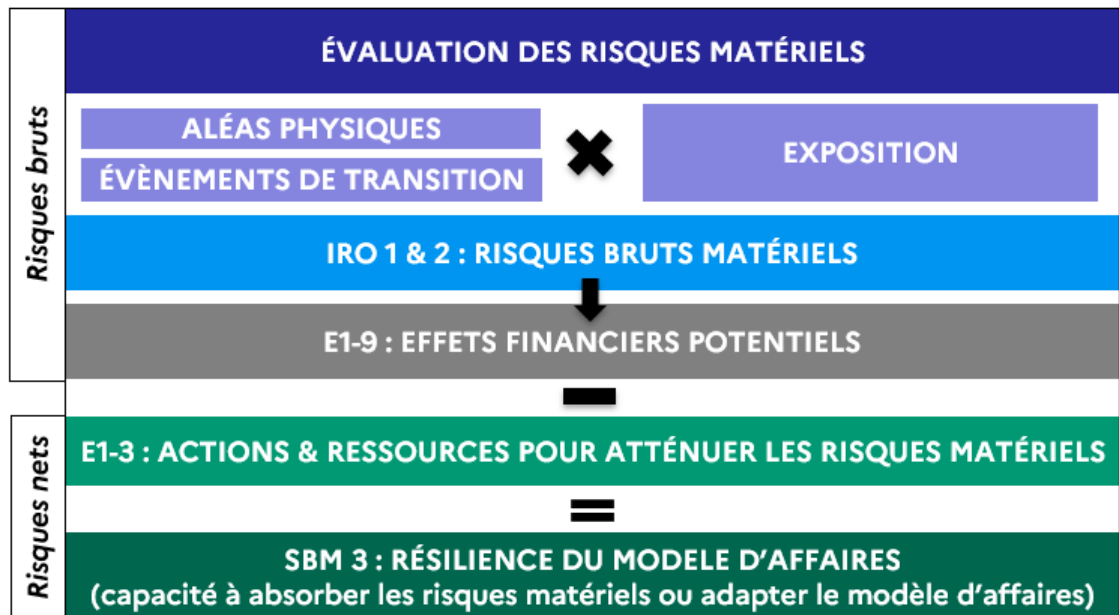 Risques bruts
ÉVALUATION DES RISQUES MATÉRIELS
ALÉAS PHYSIQUES
ÉVÈNEMENTS DE TRANSITION
EXPOSITION
IRO 1 & 2 : RISQUES BRUTS MATÉRIELS
E1-9 : EFFETS FINANCIERS POTENTIELS
Risques nets
E1-3 : ACTIONS & RESSOURCES POUR ATTÉNUER LES RISQUES MATÉRIELS
SBM 3 : RÉSILIENCE DU MODELE D'AFFAIRES
(capacité à absorber les risques matériels ou adapter le modèle d'affaires)